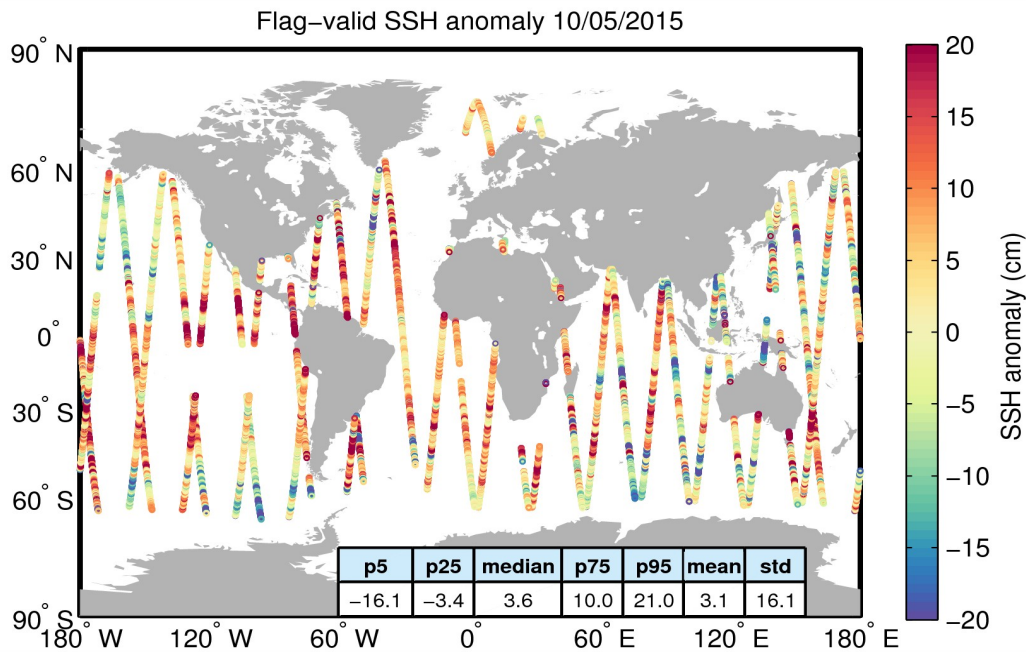 Flag−valid SSH anomaly 10/05/2015
90° N
60° N
30° N
0°
30° S
60° S
90° S
180° W 120° W 60° W 0° 60° E 120° E 180° E
p5 p25 median p75 p95 mean std
−16.1 −3.4 3.6 10.0 21.0 3.1 16.1
20
15
10
5
0
−5
−10
−15
−20
SSH anomaly (cm)